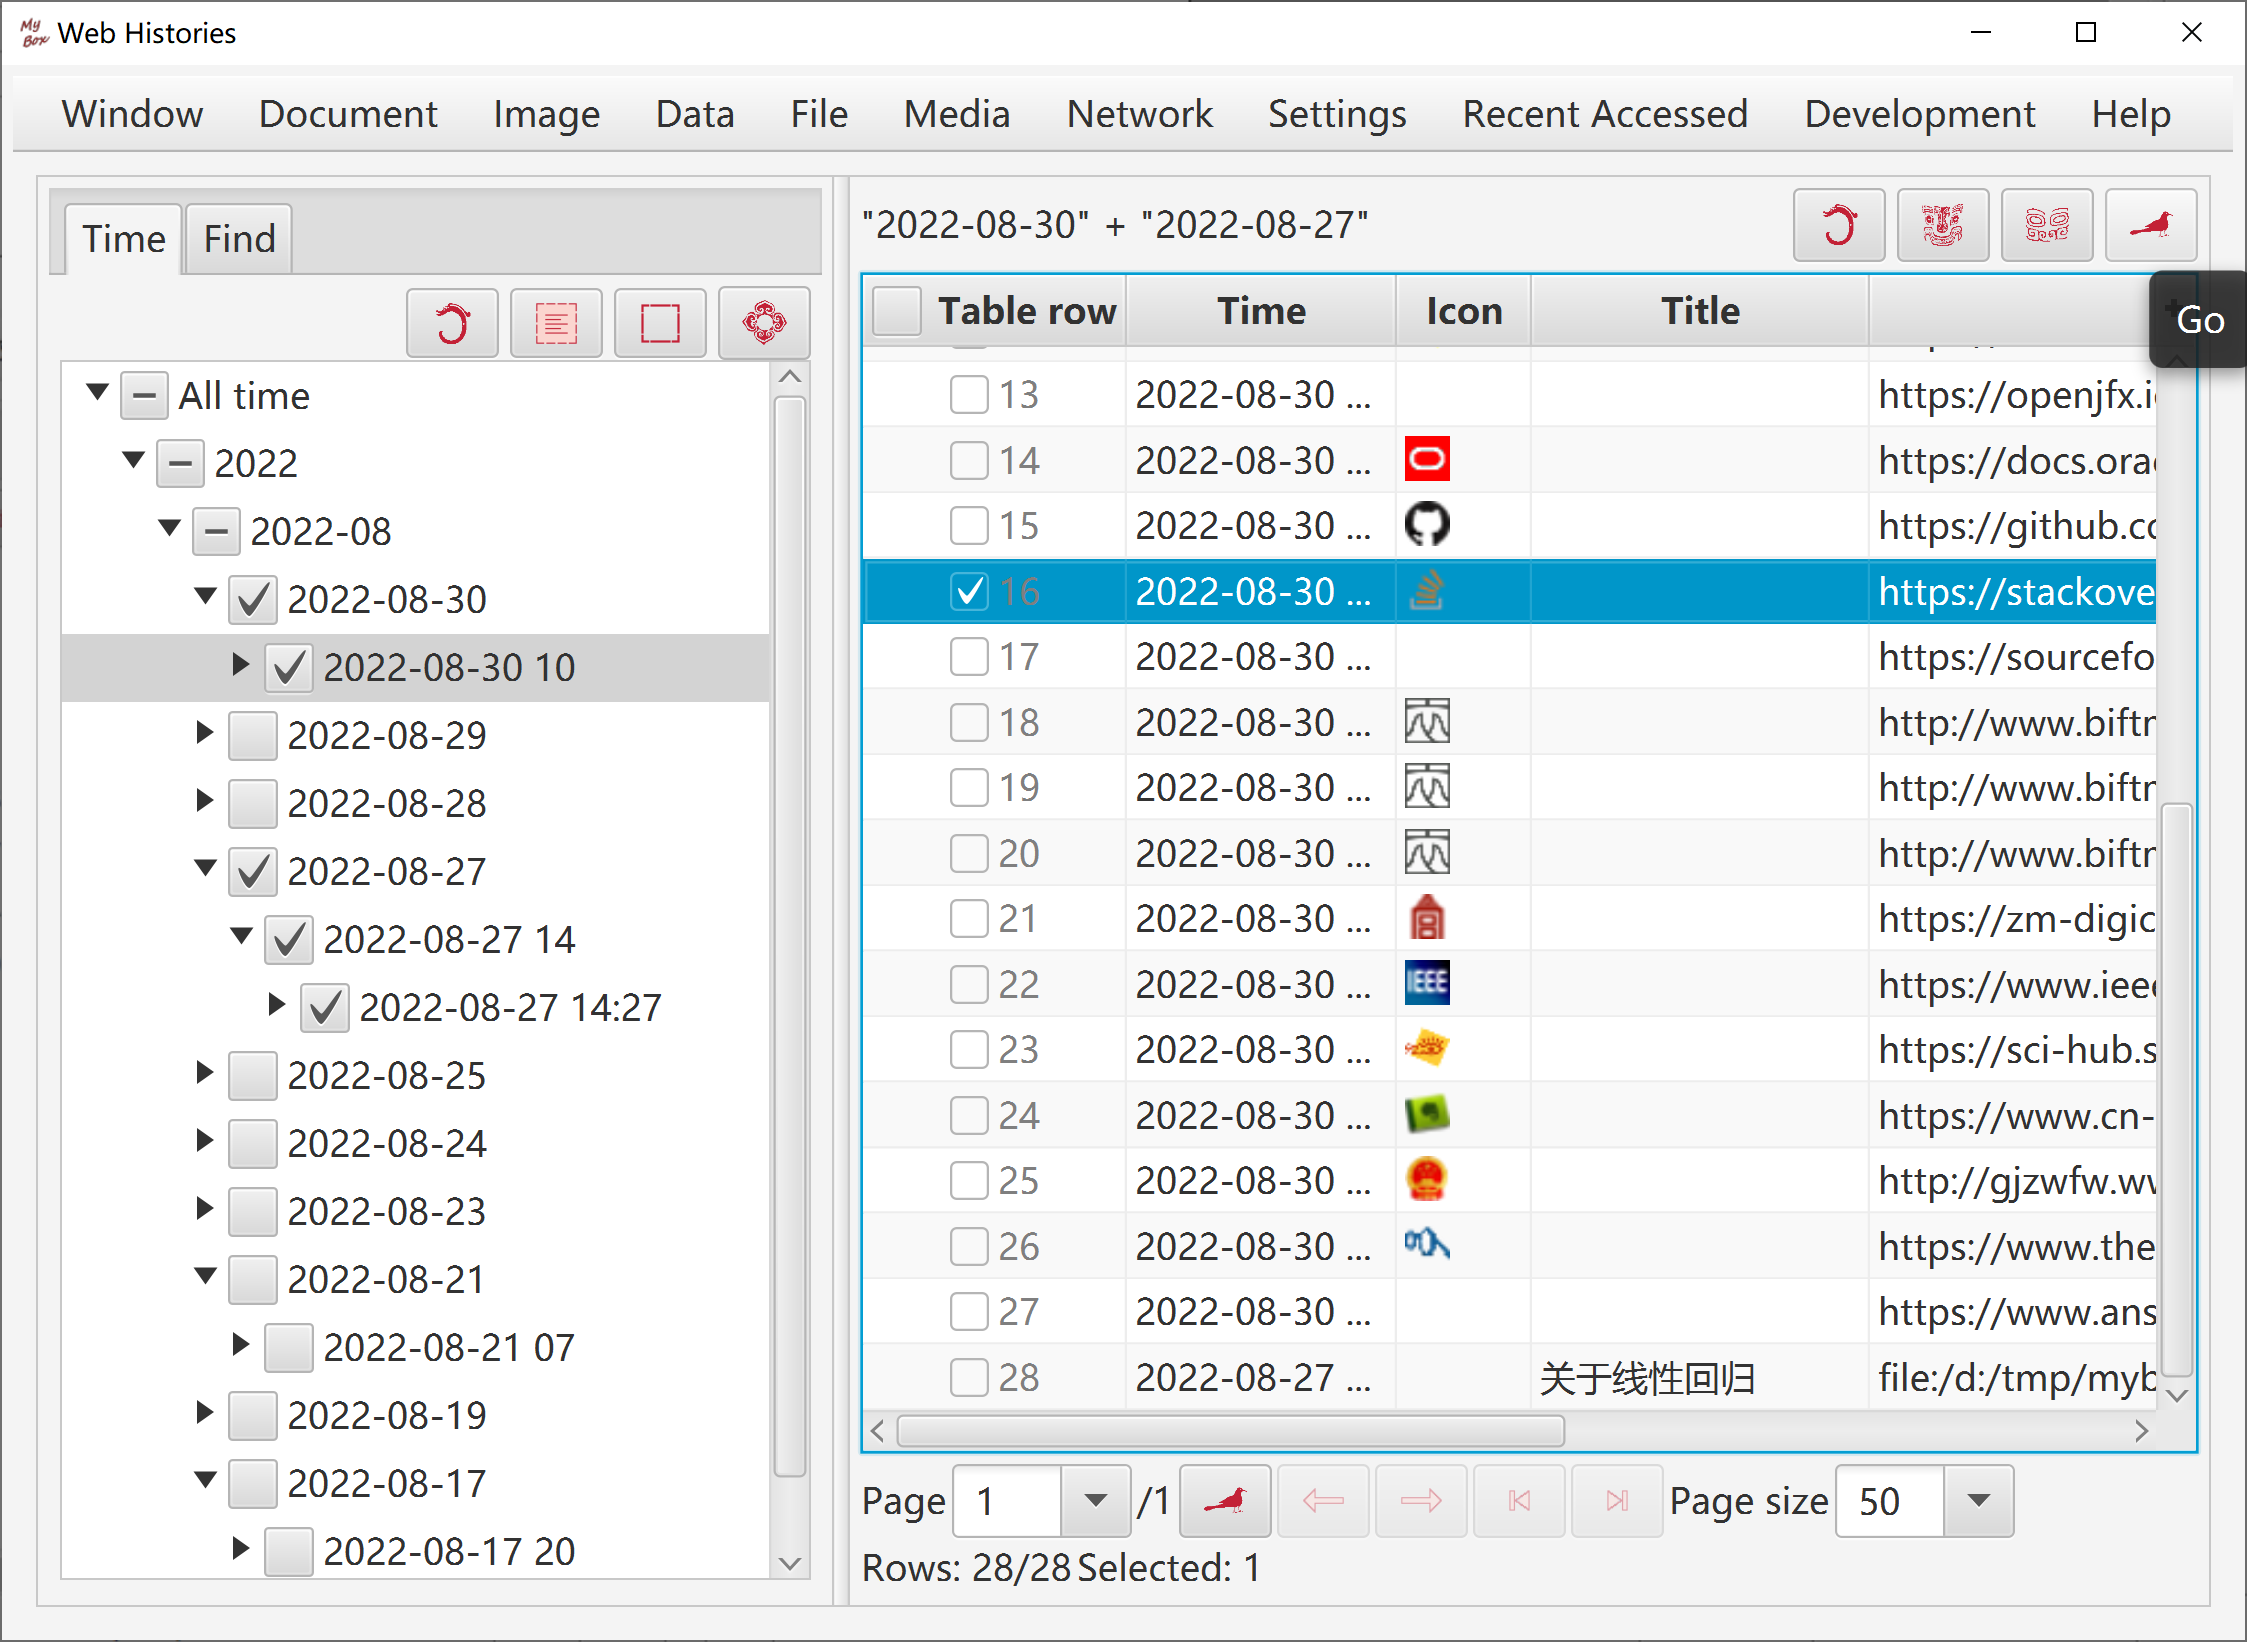 My Box Web Histories
Window Document Image Data File Media Network Settings Recent Accessed Development Help
Time Find
All time
2022
2022-08
2022-08-30
2022-08-30 10
2022-08-29
2022-08-28
2022-08-27
2022-08-27 14
2022-08-27 14:27
2022-08-25
2022-08-24
2022-08-23
2022-08-21
2022-08-21 07
2022-08-19
2022-08-17
2022-08-17 20
"2022-08-30" + "2022-08-27"
Go
Table row Time Icon Title
13 2022-08-30 ... https://openjfx.i
14 2022-08-30 ... https://docs.ora
15 2022-08-30 ... https://github.c
16 2022-08-30 ... https://stackove
17 2022-08-30 ... https://sourcefo
18 2022-08-30 ... http://www.biftr
19 2022-08-30 ... http://www.biftr
20 2022-08-30 ... http://www.biftr
21 2022-08-30 ... https://zm-digic
22 2022-08-30 ... IEEE https://www.iee
23 2022-08-30 ... https://sci-hub.s
24 2022-08-30 ... https://www.cn-
25 2022-08-30 ... http://gjzwfw.w
26 2022-08-30 ... https://www.the
27 2022-08-30 ... https://www.ans
28 2022-08-27 ... 关于线性回归 file:/d:/tmp/myb
Page 1 /1 Page size 50
Rows: 28/28 Selected: 1